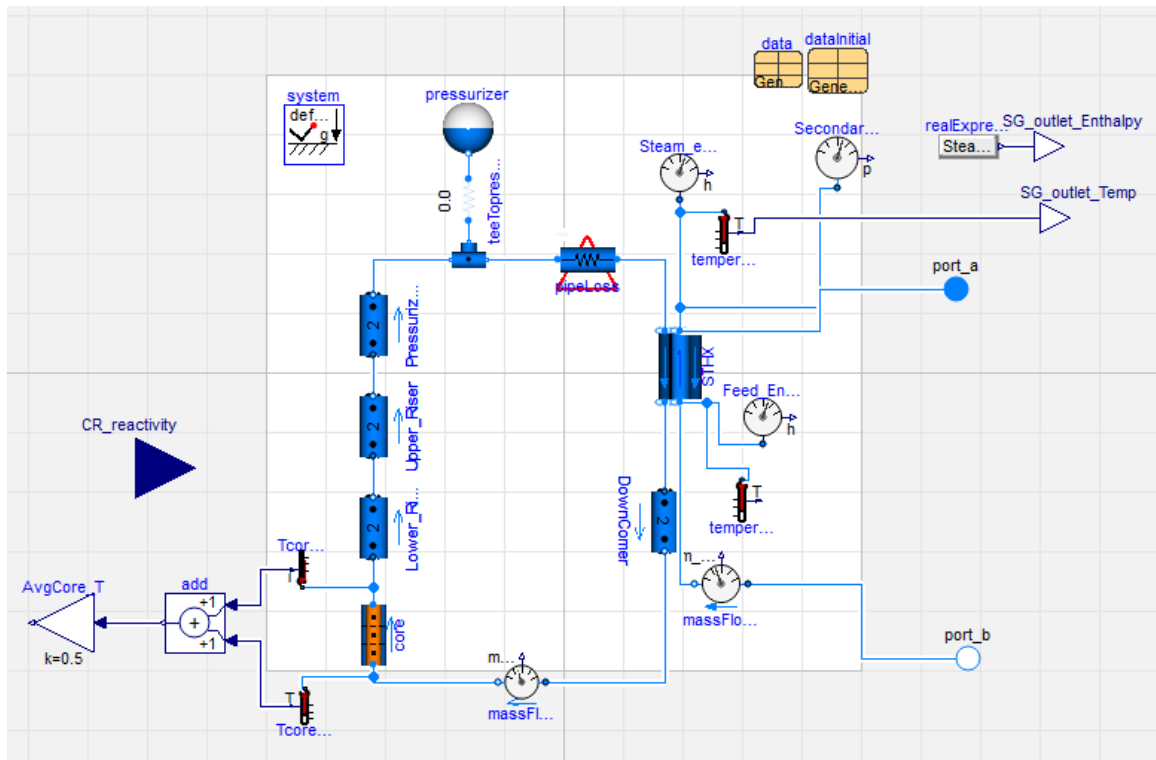 data
dataInitial
Gen
Gene...
system
def...
g
pressurizer
0.0
teeTopres...
Steam_e...
h
Secondar...
p
realExpre...
Stea...
SG_outlet_Enthalpy
SG_outlet_Temp
T
temper...
port_a
pipeLoss
2
Pressuriz...
STHX
Feed_En...
h
CR_reactivity
2
Upper_Riser
T
temper...
DownComer
2
2
Lower_Ri...
Tcor...
T
AvgCore_T
k=0.5
add
+1
+
+1
core
m_...
massFlo...
port_b
m...
massFl...
T
Tcore...